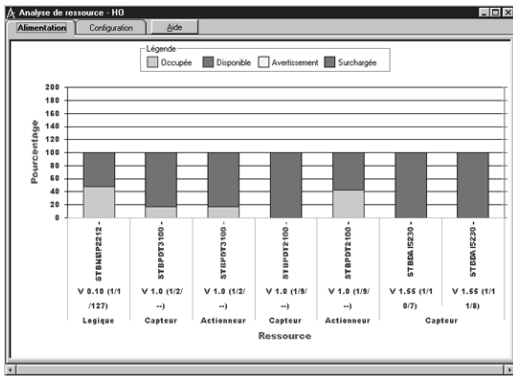 Analyse de ressource - HO
Alimentation Configuration Aide
Légende
Occupée Disponible Avertissement Surchargée
Pourcentage
200
180
160
140
120
100
80
60
40
20
0
STBNMP2212 - STBPDT3100 - STBPDT3100 - STBPDT2100 - STBPDT2100 - STBDAI5230 - STBDAI5230 -
V 0.10 (1/1 V 1.0 (1/2/ V 1.0 (1/2/ V 1.0 (1/9/ V 1.0 (1/9/ V 1.55 (1/1 V 1.55 (1/1
/127) --) --) --) --) 0/7) 1/8)
Logique Capteur Actionneur Capteur Actionneur Capteur
Ressource